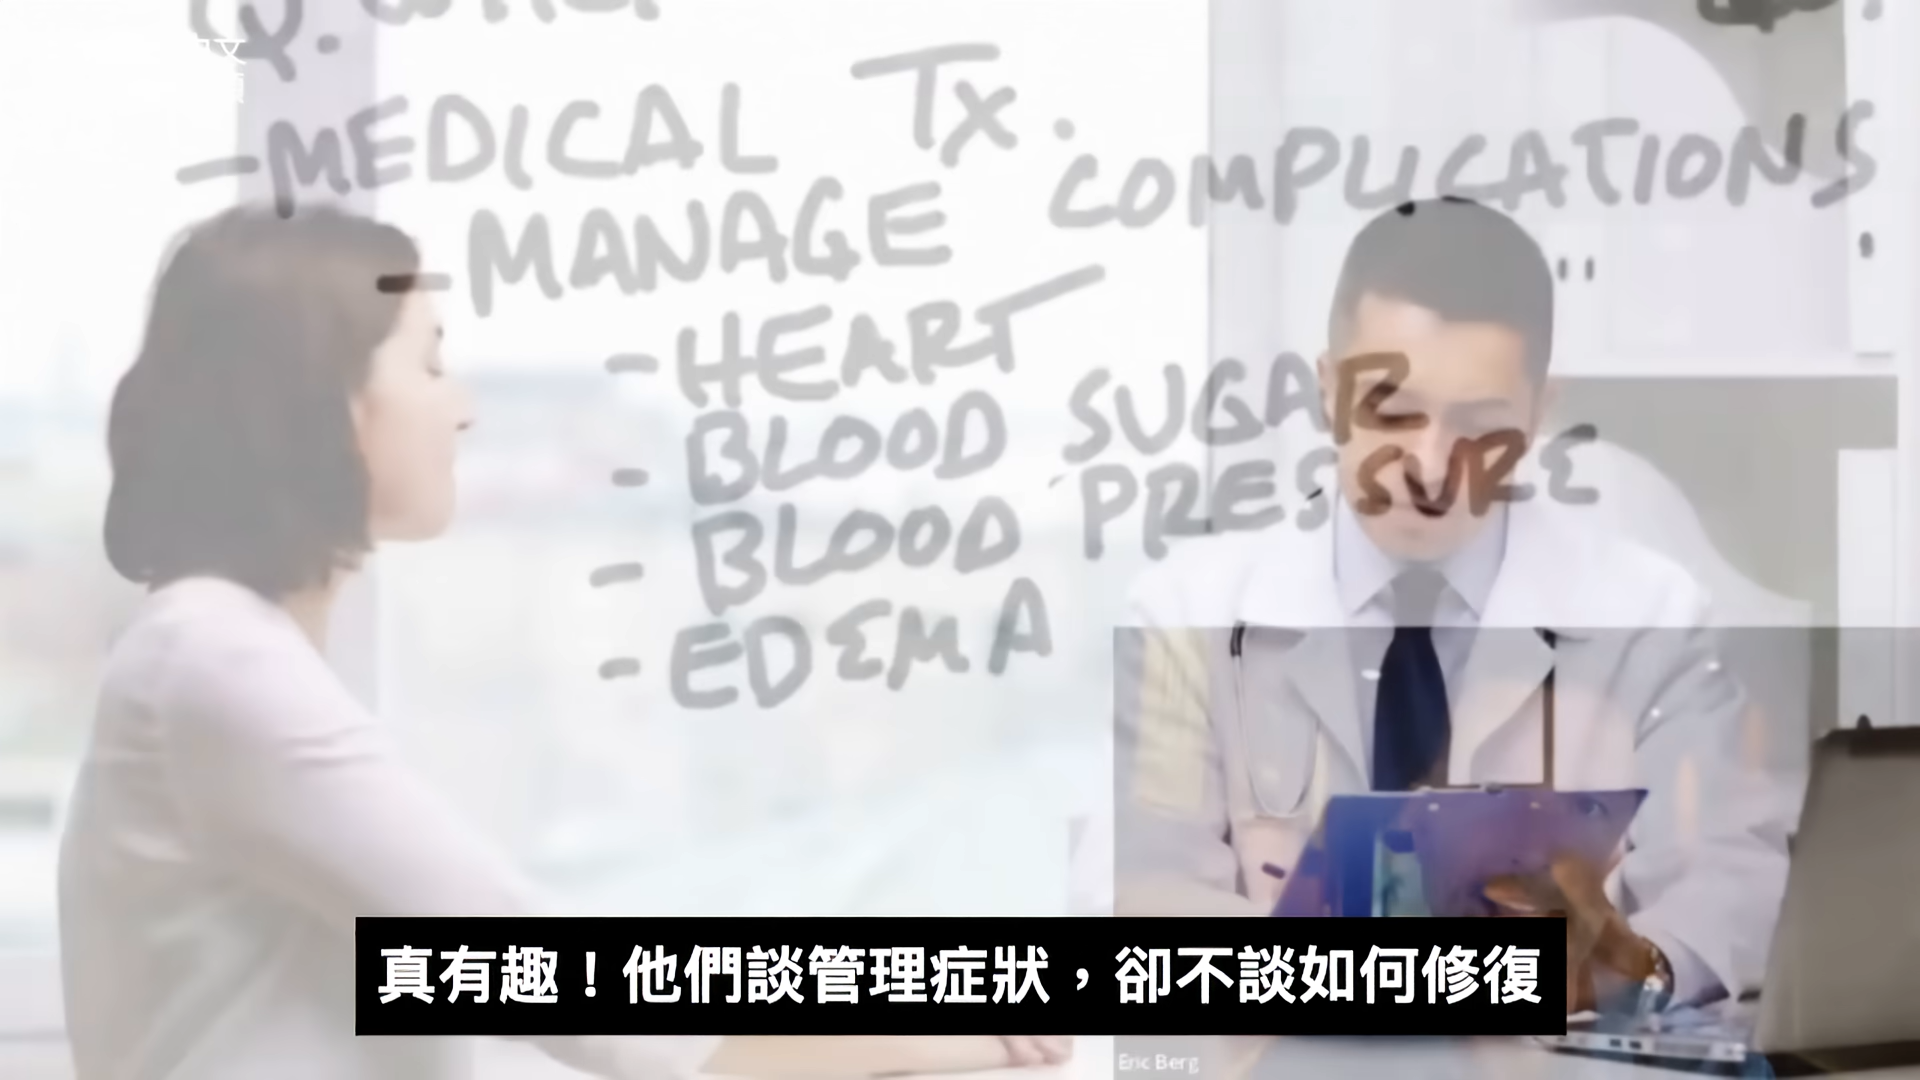 - MEDICAL TX.
- MANAGE COMPLICATIONS
- HEART
- BLOOD SUGAR
- BLOOD PRESSURE
- EDEMA
真有趣！他們談管理症狀，卻不談如何修復
Eric Berg